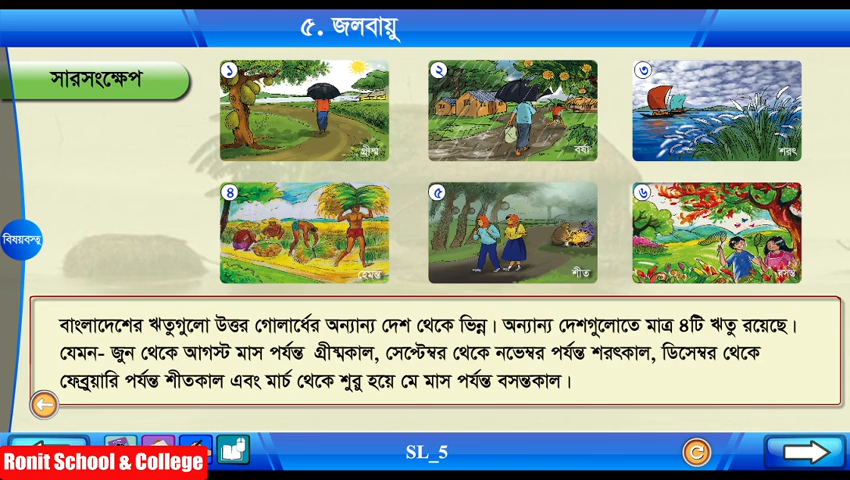 ৫. জলবায়ু
সারসংক্ষেপ
১
গ্রীষ্ম
২
বর্ষা
৩
শরৎ
৪
হেমন্ত
৫
শীত
৬
বসন্ত
বিষয়বস্তু
বাংলাদেশের ঋতুগুলো উত্তর গোলার্ধের অন্যান্য দেশ থেকে ভিন্ন। অন্যান্য দেশগুলোতে মাত্র ৪টি ঋতু রয়েছে।
যেমন- জুন থেকে আগস্ট মাস পর্যন্ত গ্রীষ্মকাল, সেপ্টেম্বর থেকে নভেম্বর পর্যন্ত শরৎকাল, ডিসেম্বর থেকে
ফেব্রুয়ারি পর্যন্ত শীতকাল এবং মার্চ থেকে শুরু হয়ে মে মাস পর্যন্ত বসন্তকাল।
SL_5
Ronit School & College